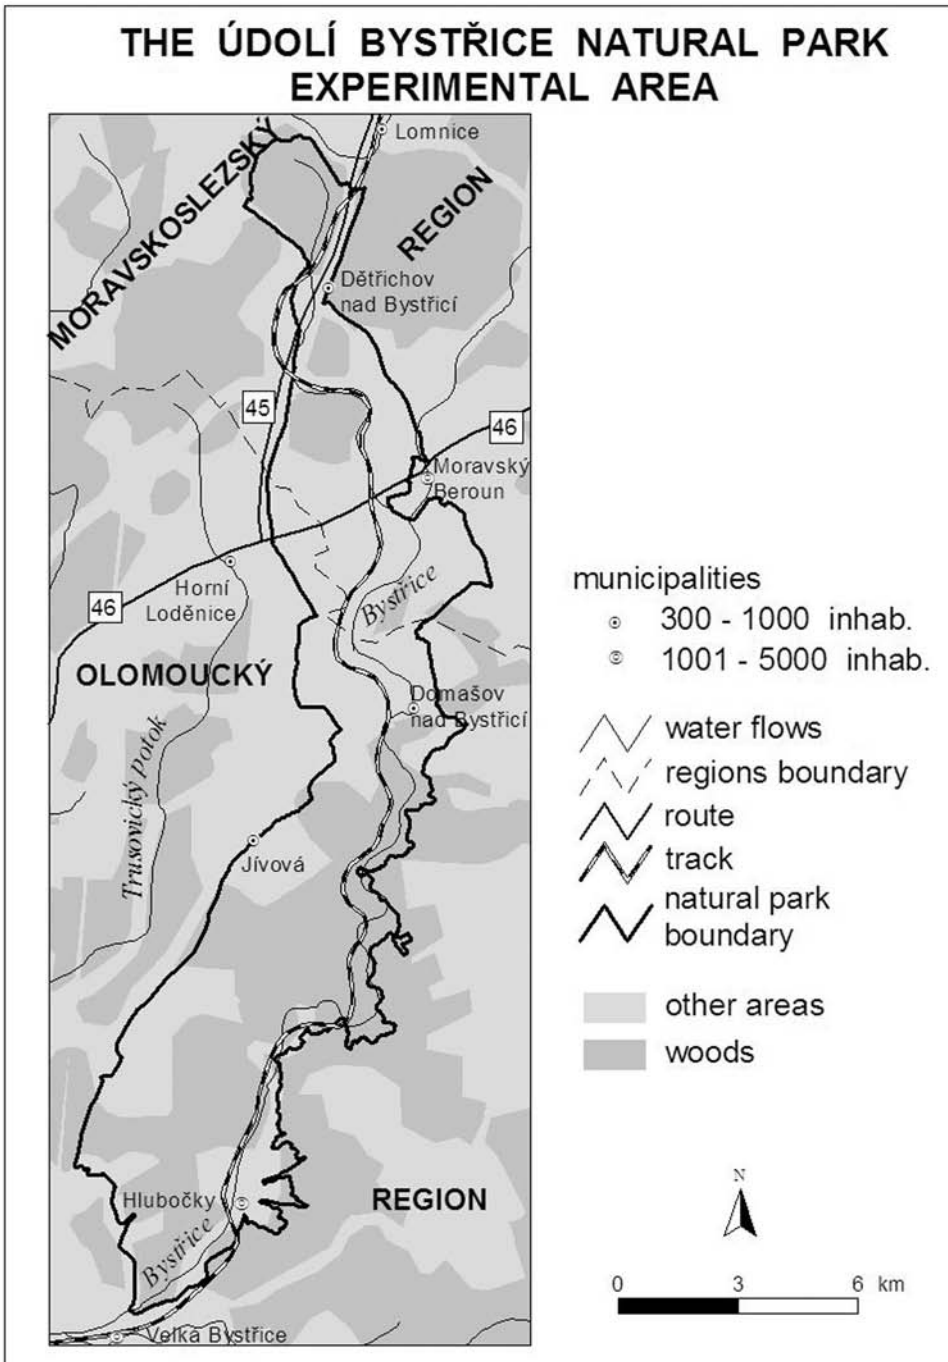 THE ÚDOLÍ BYSTŘICE NATURAL PARK
EXPERIMENTAL AREA
Lomnice
MORAVSKOSLEZSKÝ
REGION
Dětřichov
nad Bystřicí
45
46
Moravský
Beroun
Horní
Loděnice
Bystřice
46
OLOMOUCKÝ
Domašov
nad Bystřicí
Trusovický potok
Jívová
Hlubočky
REGION
Bystřice
Velká Bystřice
municipalities
300 - 1000 inhab.
1001 - 5000 inhab.
water flows
regions boundary
route
track
natural park
boundary
other areas
woods
N
0 3 6 km